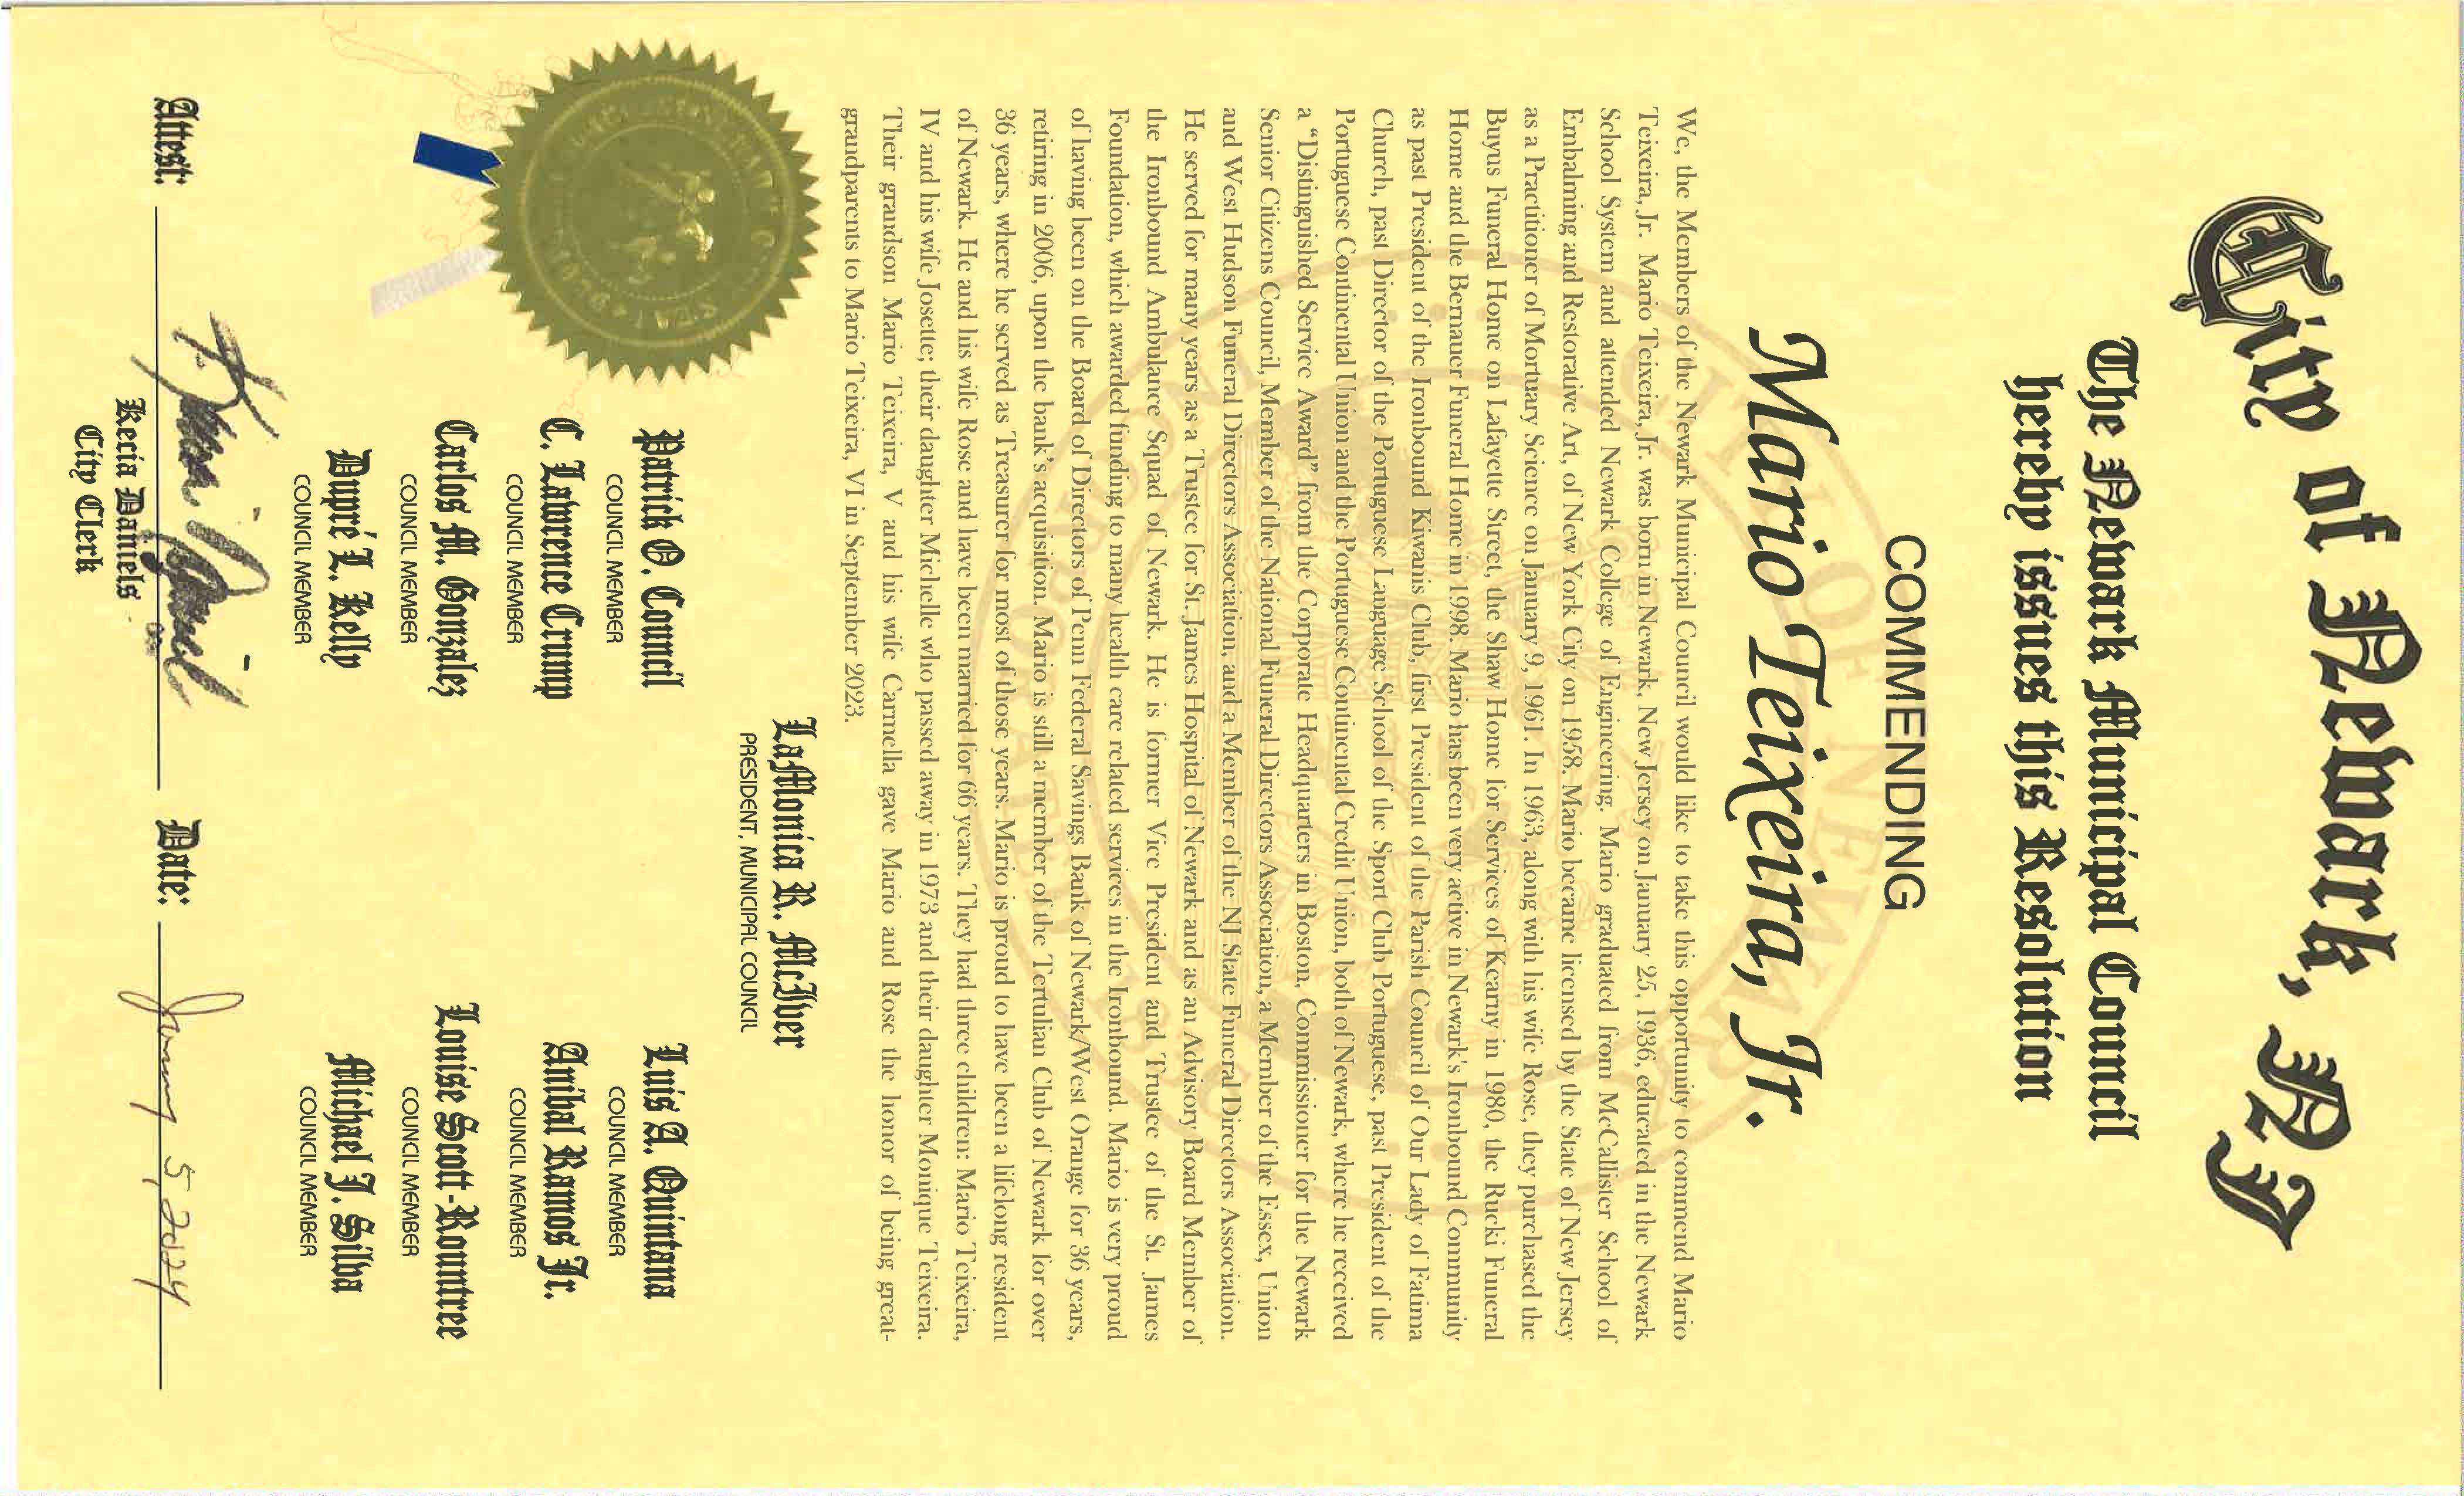 City of Newark, NJ
The Newark Municipal Council
hereby issues this Resolution
COMMENDING
Mario Teixeira, Jr.
We, the Members of the Newark Municipal Council would like to take this opportunity to commend Mario
Teixeira, Jr. Mario Teixeira, Jr. was born in Newark, New Jersey on January 25, 1936, educated in the Newark
School System and attended Newark College of Engineering. Mario graduated from McCallister School of
Embalming and Restorative Art, of New York City on 1958. Mario became licensed by the State of New Jersey
as a Practitioner of Mortuary Science on January 9, 1961. In 1963, along with his wife Rose, they purchased the
Buyus Funeral Home on Lafayette Street, the Shaw Home for Services of Kearny in 1980, the Rucki Funeral
Home and the Bernauer Funeral Home in 1998. Mario has been very active in Newark's Ironbound Community
as past President of the Ironbound Kiwanis Club, first President of the Parish Council of Our Lady of Fatima
Church, past Director of the Portuguese Language School of the Sport Club Portuguese, past President of the
Portuguese Continental Union and the Portuguese Continental Credit Union, both of Newark, where he received
a “Distinguished Service Award” from the Corporate Headquarters in Boston, Commissioner for the Newark
Senior Citizens Council, Member of the National Funeral Directors Association, a Member of the Essex, Union
and West Hudson Funeral Directors Association, and a Member of the NJ State Funeral Directors Association.
He served for many years as a Trustee for St. James Hospital of Newark and as an Advisory Board Member of
the Ironbound Ambulance Squad of Newark. He is former Vice President and Trustee of the St. James
Foundation, which awarded funding to many health care related services in the Ironbound. Mario is very proud
of having been on the Board of Directors of Penn Federal Savings Bank of Newark/West Orange for 36 years,
retiring in 2006, upon the bank's acquisition. Mario is still a member of the Tertulian Club of Newark for over
36 years, where he served as Treasurer for most of those years. Mario is proud to have been a lifelong resident
of Newark. He and his wife Rose and have been married for 66 years. They had three children: Mario Teixeira,
IV and his wife Josette; their daughter Michelle who passed away in 1973 and their daughter Monique Teixeira.
Their grandson Mario Teixeira, V and his wife Carnella gave Mario and Rose the honor of being great-
grandparents to Mario Teixeira, VI in September 2023.
LaMonica R. McIver
PRESIDENT, MUNICIPAL COUNCIL
Patrick O. Council
COUNCIL MEMBER
C. Lawrence Crump
COUNCIL MEMBER
Carlos M. Gonzalez
COUNCIL MEMBER
Dupré L. Kelly
COUNCIL MEMBER
Luis A. Quintana
COUNCIL MEMBER
Anibal Ramos Jr.
COUNCIL MEMBER
Louise Scott-Rountree
COUNCIL MEMBER
Michael J. Silva
COUNCIL MEMBER
Attest:
Kecia Daniels
City Clerk
Date: January 5, 2024
CITY OF NEWARK